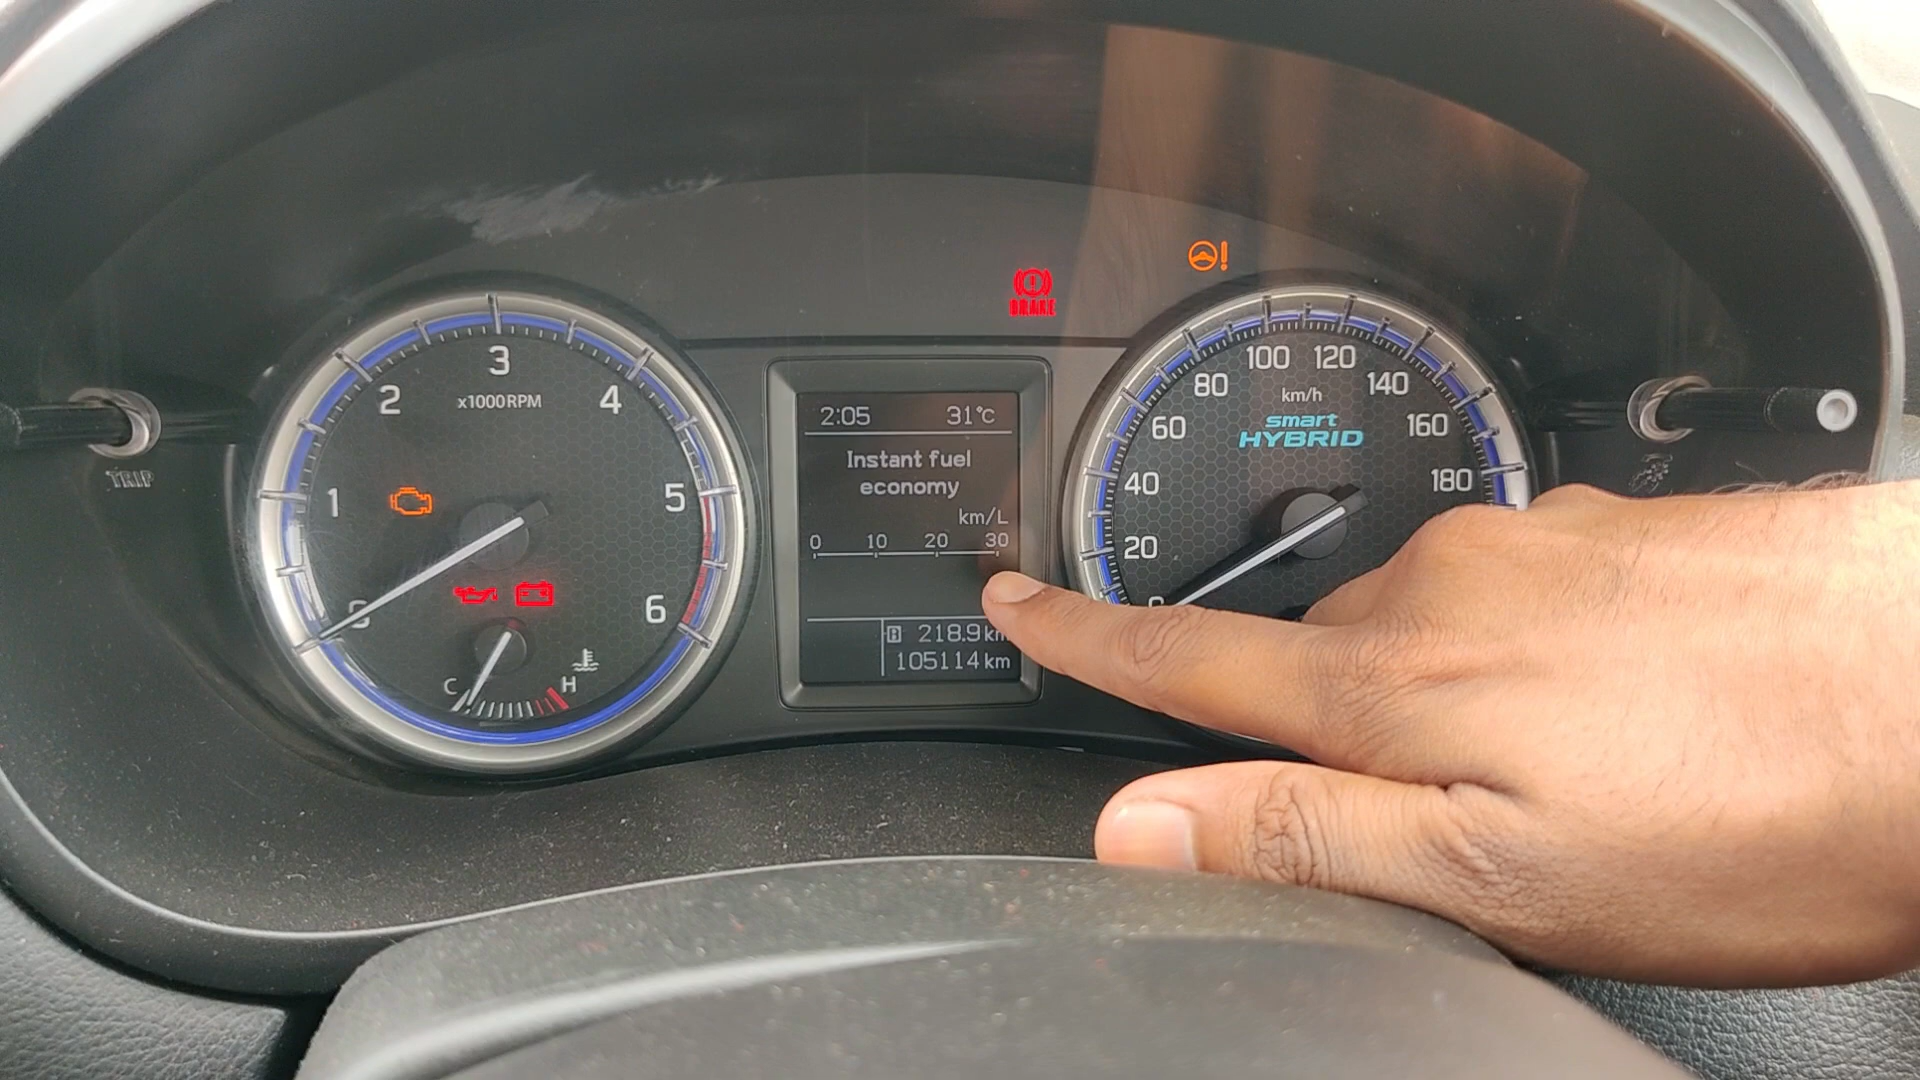 BRAKE
3
2
4
x1000RPM
1
5
6
C
H
TRIP
2:05 31°C
Instant fuel
economy
km/L
0 10 20 30
B 218.9 km
105114 km
100 120
80 140
km/h
60 160
smart
HYBRID
40 180
20